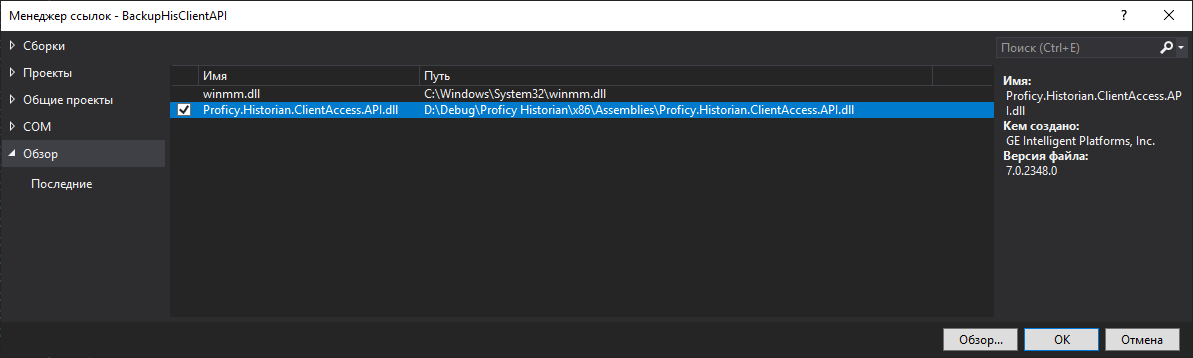 Менеджер ссылок - BackupHisClientAPI
?
Сборки
Проекты
Общие проекты
COM
Обзор
Последние
Имя Путь
winmm.dll C:\Windows\System32\winmm.dll
Proficy.Historian.ClientAccess.API.dll D:\Debug\Proficy Historian\x86\Assemblies\Proficy.Historian.ClientAccess.API.dll
Поиск (Ctrl+E)
Имя:
Proficy.Historian.ClientAccess.AP
I.dll
Кем создано:
GE Intelligent Platforms, Inc.
Версия файла:
7.0.2348.0
Обзор... ОК Отмена